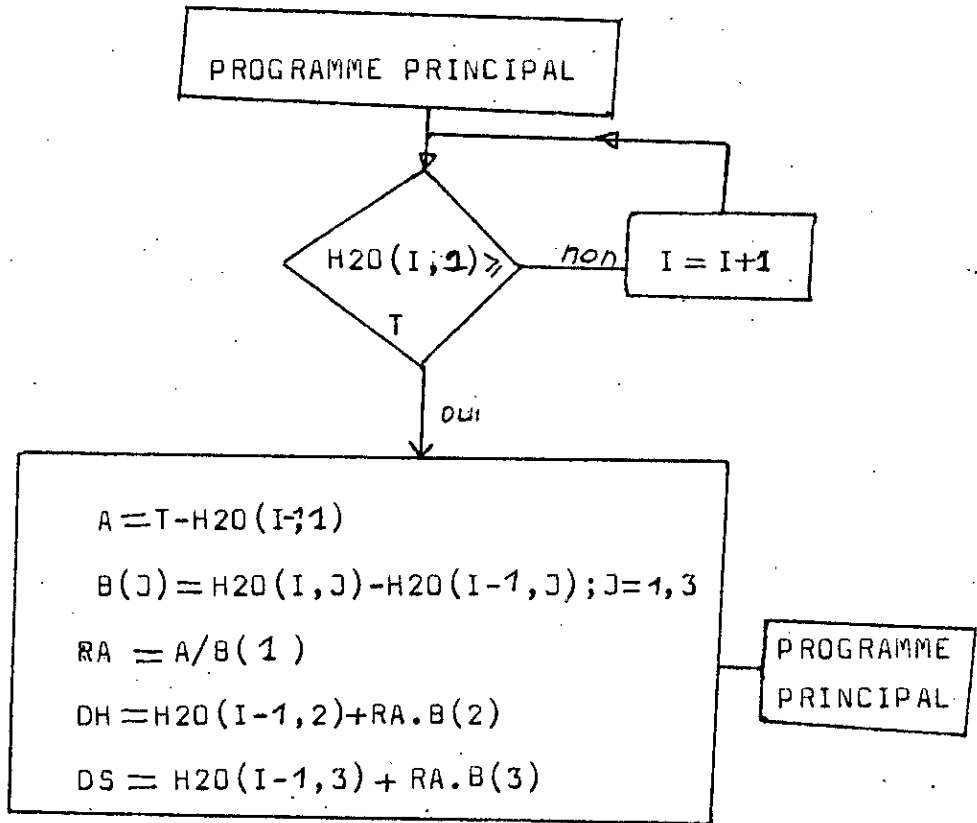 PROGRAMME PRINCIPAL
H2O(I,1)⩾
T
non
I = I+1
oui
A = T-H2O(I-1,1)
B(J) = H2O(I,J)-H2O(I-1,J);J=1,3
RA = A/B(1)
DH = H2O(I-1,2)+RA.B(2)
DS = H2O(I-1,3) + RA.B(3)
PROGRAMME
PRINCIPAL